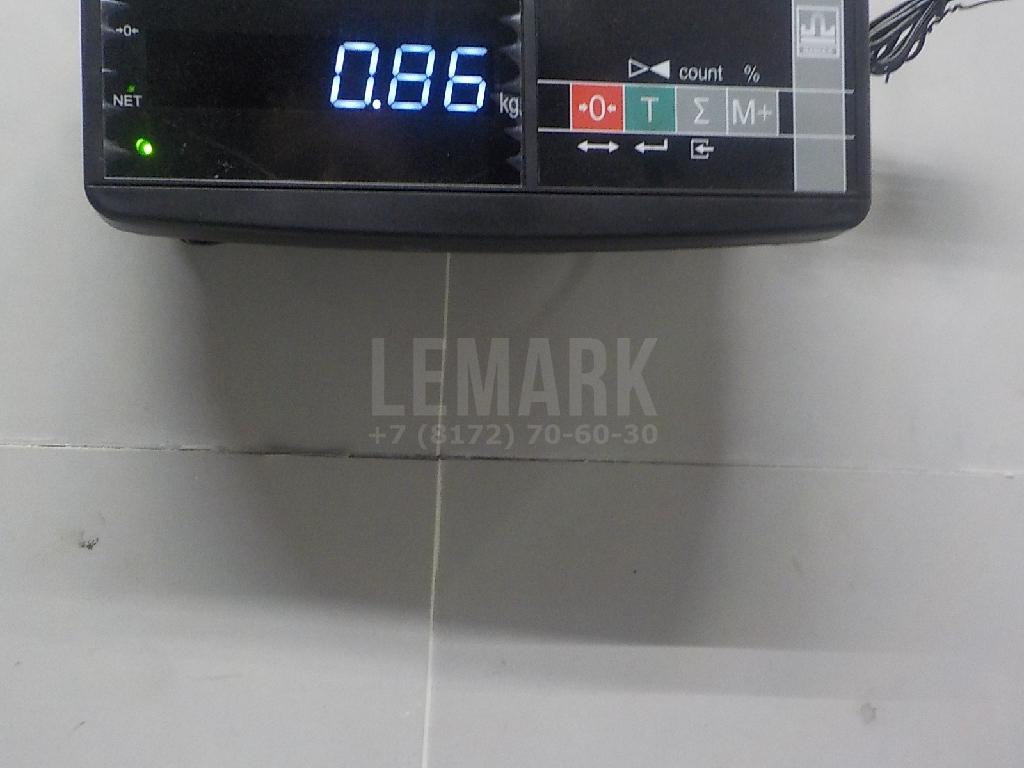 →0←
0.86 kg
NET
count %
→0← T Σ M+
LEMARK
+7 (8172) 70-60-30